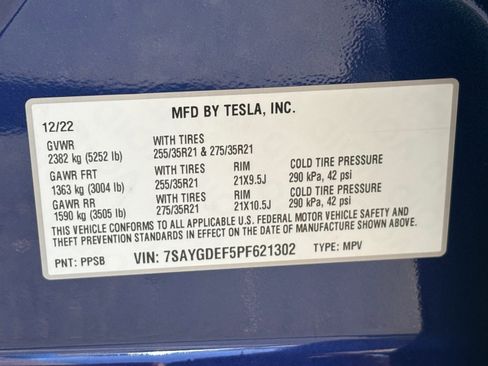 MFD BY TESLA, INC.
12/22
GVWR WITH TIRES
2382 kg (5252 lb) 255/35R21 & 275/35R21
GAWR FRT WITH TIRES RIM COLD TIRE PRESSURE
1363 kg (3004 lb) 255/35R21 21X9.5J 290 kPa, 42 psi
GAWR RR WITH TIRES RIM COLD TIRE PRESSURE
1590 kg (3505 lb) 275/35R21 21X10.5J 290 kPa, 42 psi
THIS VEHICLE CONFORMS TO ALL APPLICABLE U.S. FEDERAL MOTOR VEHICLE SAFETY AND
THEFT PREVENTION STANDARDS IN EFFECT ON THE DATE OF MANUFACTURE SHOWN ABOVE.
PNT: PPSB VIN: 7SAYGDEF5PF621302 TYPE: MPV